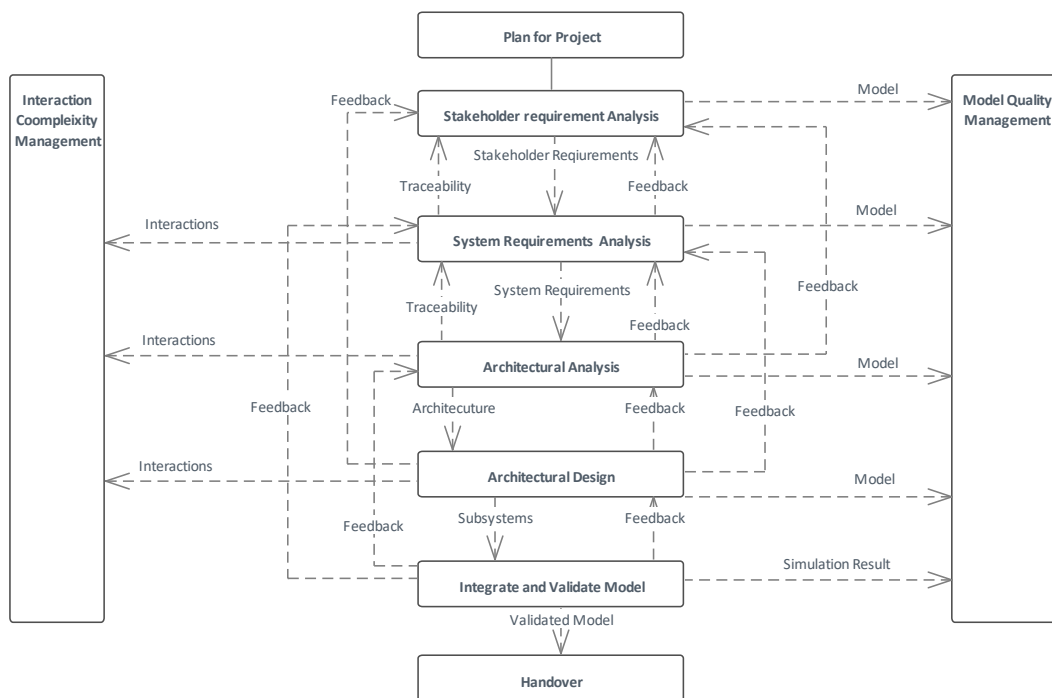 Plan for Project
Interaction
Coompleixity
Management
Feedback
Stakeholder requirement Analysis
Model
Model Quality
Management
Stakeholder Reqiurements
Traceability
Feedback
Interactions
System Requirements  Analysis
Model
System Requirements
Traceability
Feedback
Feedback
Interactions
Architectural Analysis
Model
Feedback
Architecuture
Feedback
Feedback
Interactions
Architectural Design
Model
Feedback
Subsystems
Feedback
Integrate and Validate Model
Simulation Result
Validated Model
Handover